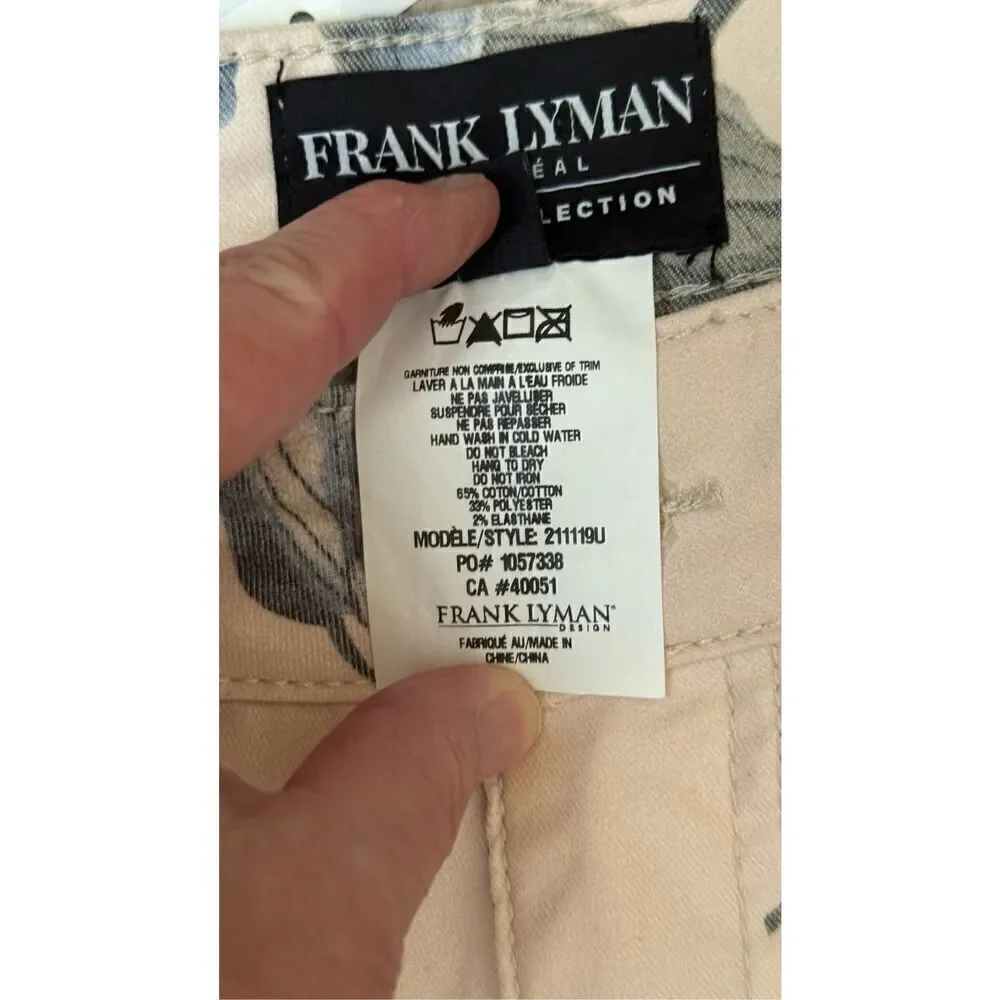 FRANK LYMAN
ÉAL
LECTION
GARNITURE NON COMPRISE/EXCLUSIVE OF TRIM
LAVER A LA MAIN A L'EAU FROIDE
NE PAS JAVELLISER
SUSPENDRE POUR SECHER
NE PAS REPASSER
HAND WASH IN COLD WATER
DO NOT BLEACH
HANG TO DRY
DO NOT IRON
65% COTON/COTTON
33% POLYESTER
2% ELASTHANE
MODÈLE/STYLE: 211119U
PO# 1057338
CA #40051
FRANK LYMAN
DESIGN
FABRIQUÉ AU/MADE IN
CHINE/CHINA